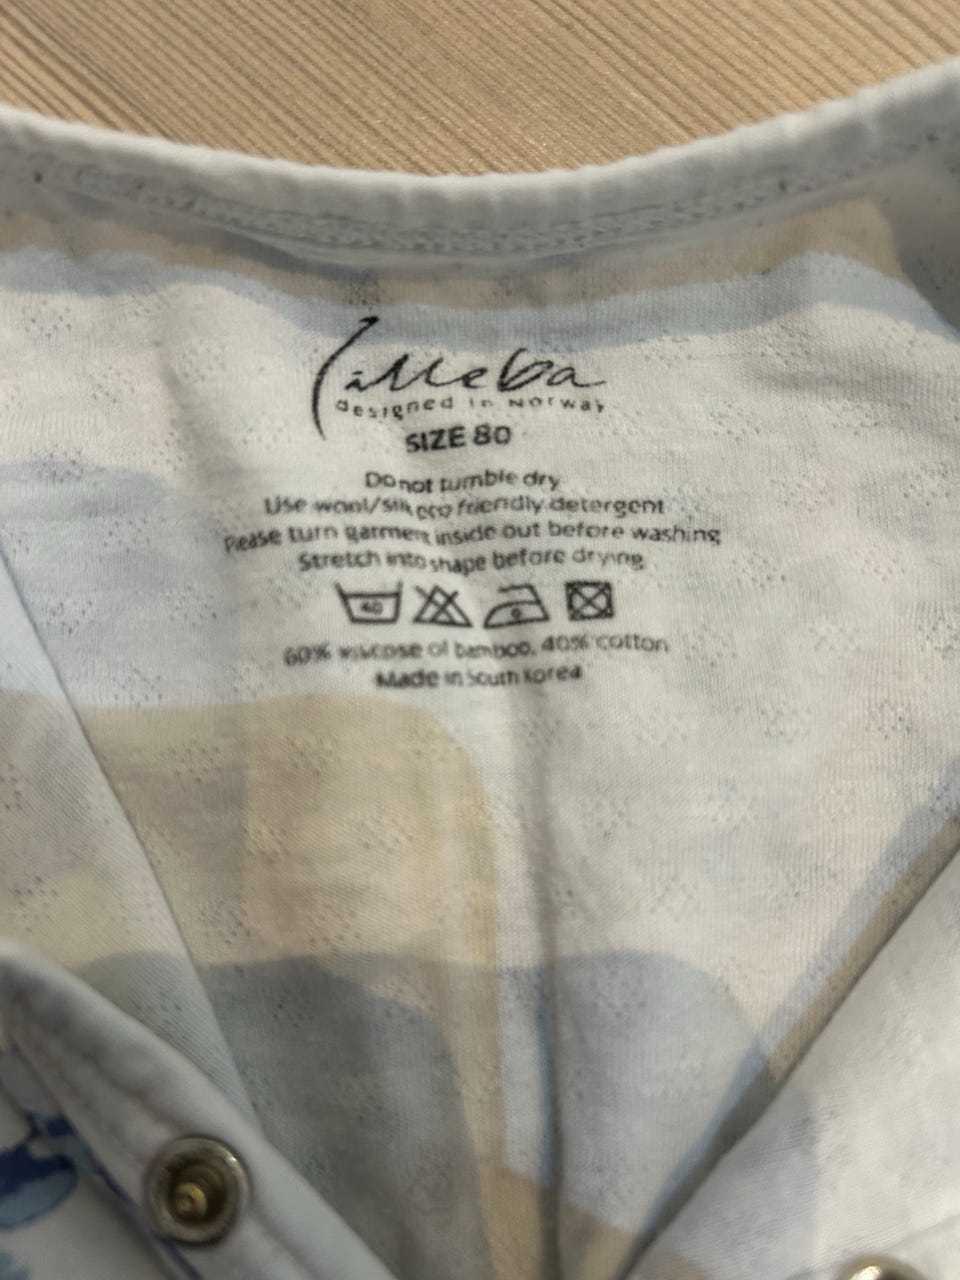 Lilleba
designed in Norway
SIZE 80
Do not tumble dry
Use wool/silk eco friendly detergent
Please turn garment inside out before washing
Stretch into shape before drying
40
60% viscose of bamboo, 40% cotton
Made in South Korea